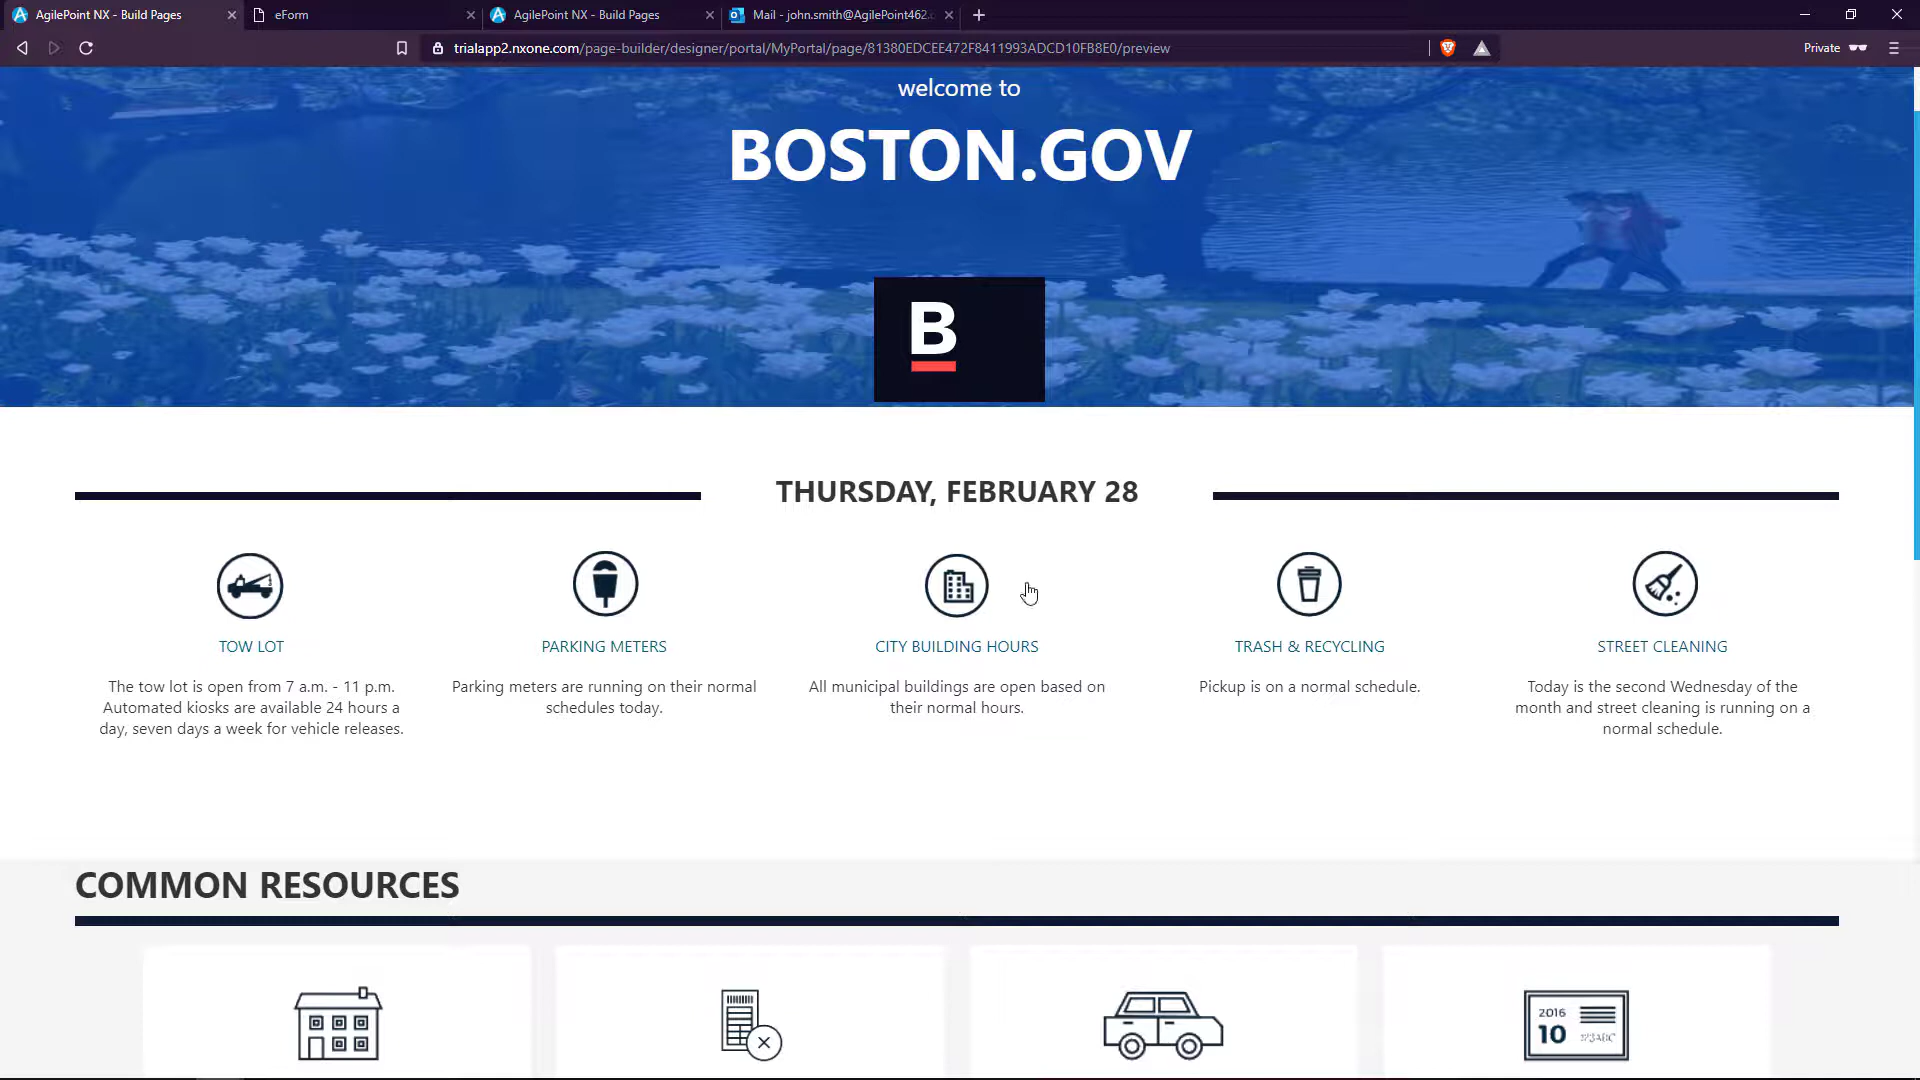 AgilePoint NX - Build Pages
eForm
AgilePoint NX - Build Pages
Mail - john.smith@AgilePoint462.c
trialapp2.nxone.com/page-builder/designer/portal/MyPortal/page/81380EDCEE472F8411993ADCD10FB8E0/preview
Private
welcome to
BOSTON.GOV
B
THURSDAY, FEBRUARY 28
TOW LOT
The tow lot is open from 7 a.m. - 11 p.m.
Automated kiosks are available 24 hours a
day, seven days a week for vehicle releases.
PARKING METERS
Parking meters are running on their normal
schedules today.
CITY BUILDING HOURS
All municipal buildings are open based on
their normal hours.
TRASH & RECYCLING
Pickup is on a normal schedule.
STREET CLEANING
Today is the second Wednesday of the
month and street cleaning is running on a
normal schedule.
COMMON RESOURCES
2016
10
123ABC